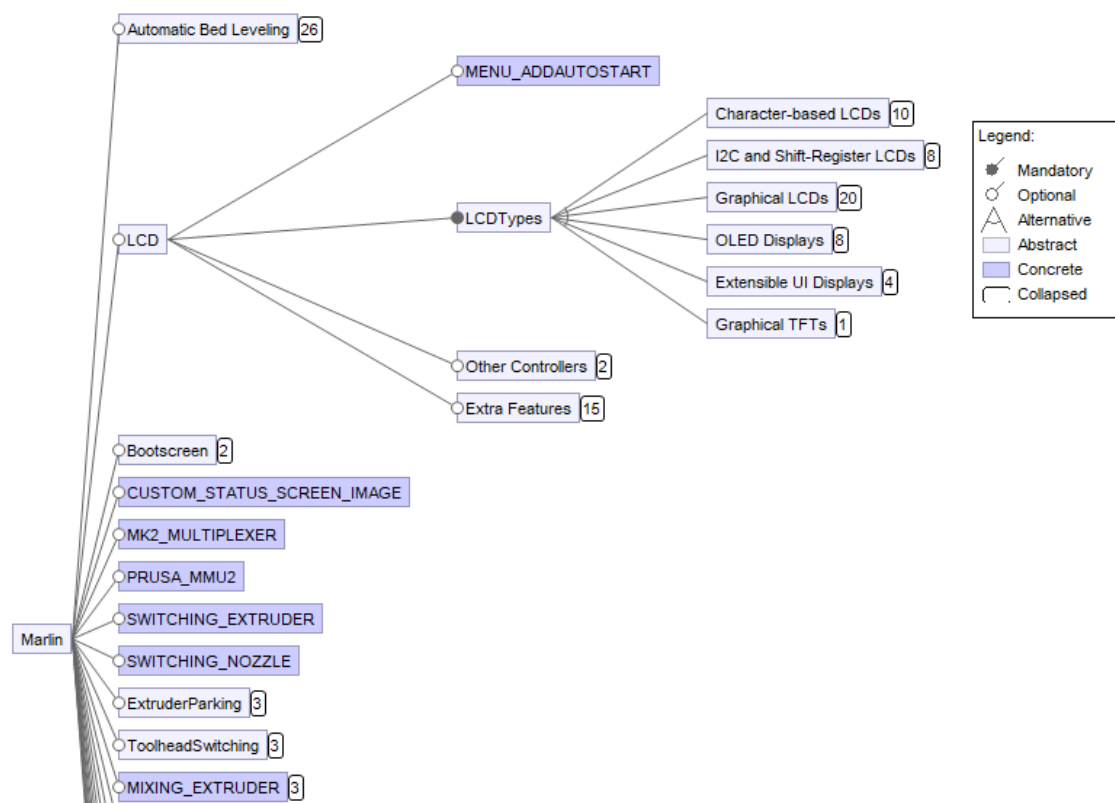 Automatic Bed Leveling 26
MENU_ADDAUTOSTART
Character-based LCDs 10
I2C and Shift-Register LCDs 8
Graphical LCDs 20
LCDTypes
LCD
OLED Displays 8
Extensible UI Displays 4
Graphical TFTs 1
Other Controllers 2
Extra Features 15
Legend:
Mandatory
Optional
Alternative
Abstract
Concrete
Collapsed
Bootscreen 2
CUSTOM_STATUS_SCREEN_IMAGE
MK2_MULTIPLEXER
PRUSA_MMU2
SWITCHING_EXTRUDER
Marlin
SWITCHING_NOZZLE
ExtruderParking 3
ToolheadSwitching 3
MIXING_EXTRUDER 3